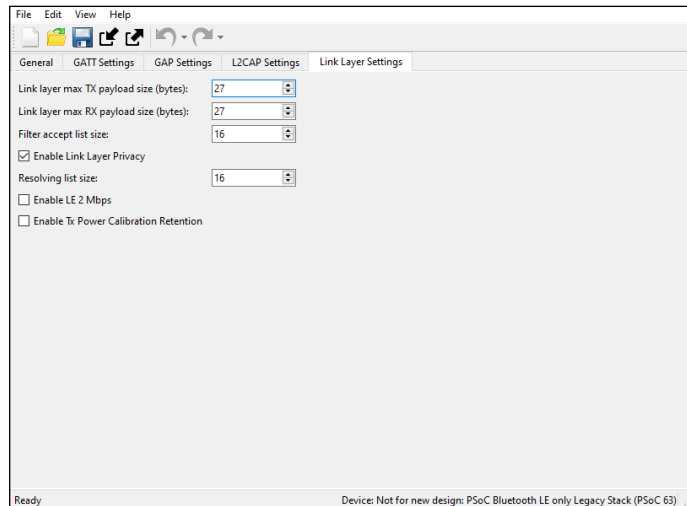 File Edit View Help
General GATT Settings GAP Settings L2CAP Settings Link Layer Settings
Link layer max TX payload size (bytes): 27
Link layer max RX payload size (bytes): 27
Filter accept list size: 16
Enable Link Layer Privacy
Resolving list size: 16
Enable LE 2 Mbps
Enable Tx Power Calibration Retention
Ready Device: Not for new design: PSoC Bluetooth LE only Legacy Stack (PSoC 63)